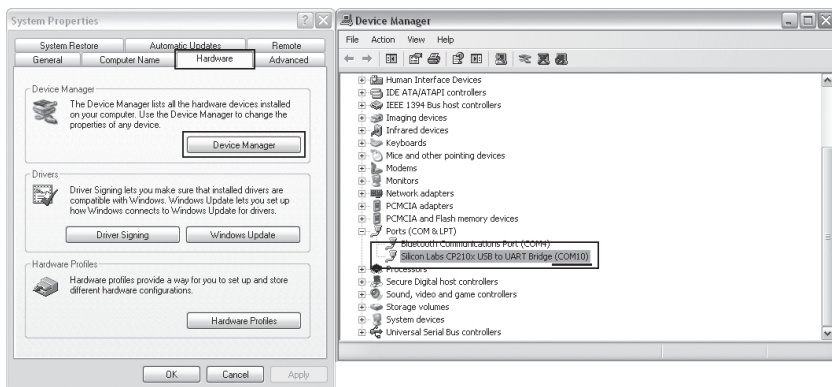 System Properties
System Restore Automatic Updates Remote
General Computer Name Hardware Advanced
Device Manager
The Device Manager lists all the hardware devices installed
on your computer. Use the Device Manager to change the
properties of any device.
Device Manager
Drivers
Driver Signing lets you make sure that installed drivers are
compatible with Windows. Windows Update lets you set up
how Windows connects to Windows Update for drivers.
Driver Signing Windows Update
Hardware Profiles
Hardware profiles provide a way for you to set up and store
different hardware configurations.
Hardware Profiles
OK Cancel Apply
Device Manager
File Action View Help
Human Interface Devices
IDE ATA/ATAPI controllers
IEEE 1394 Bus host controllers
Imaging devices
Infrared devices
Keyboards
Mice and other pointing devices
Modems
Monitors
Network adapters
PCMCIA adapters
PCMCIA and Flash memory devices
Ports (COM & LPT)
Bluetooth Communications Port (COM4)
Silicon Labs CP210x USB to UART Bridge (COM10)
Processors
Secure Digital host controllers
Sound, video and game controllers
Storage volumes
System devices
Universal Serial Bus controllers